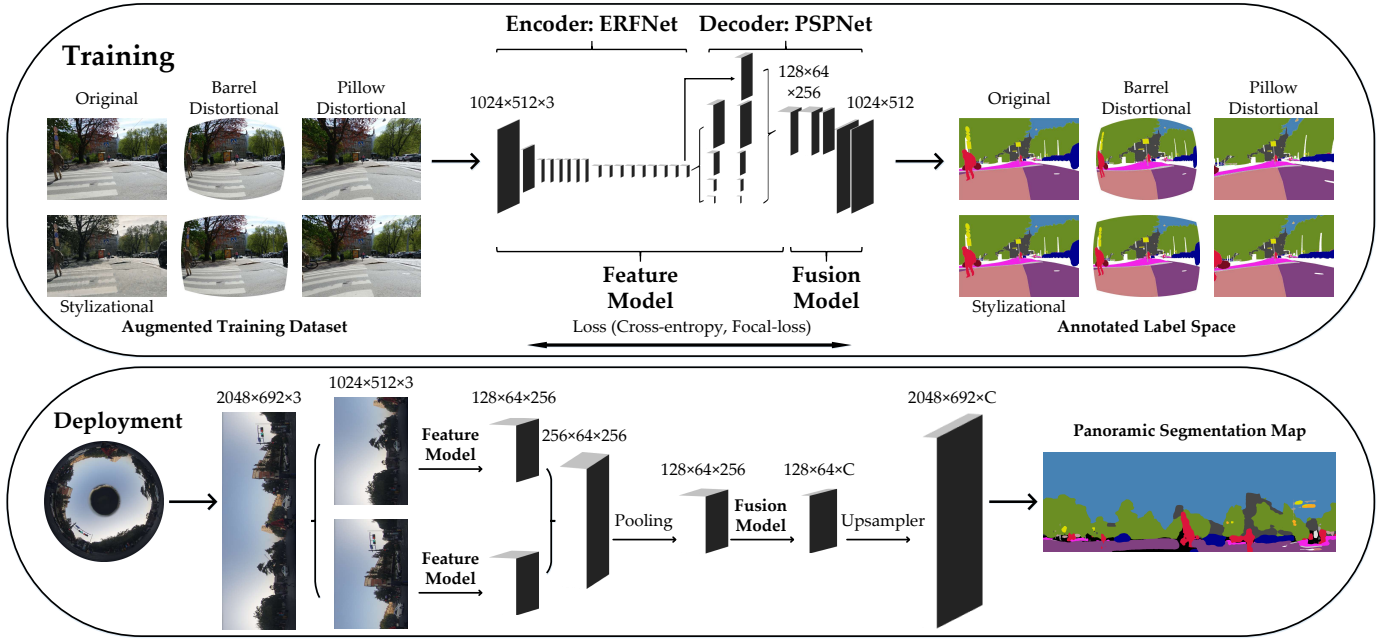 Training
Encoder: ERFNet
Decoder: PSPNet
Original
Barrel
Distortional
Pillow
Distortional
1024×512×3
128×64
×256
1024×512
Original
Barrel
Distortional
Pillow
Distortional
Stylizational
Augmented Training Dataset
Feature
Model
Fusion
Model
Loss (Cross-entropy, Focal-loss)
Stylizational
Annotated Label Space
Deployment
2048×692×3
1024×512×3
Feature
Model
Feature
Model
128×64×256
256×64×256
Pooling
128×64×256
Fusion
Model
128×64×C
Upsampler
2048×692×C
Panoramic Segmentation Map